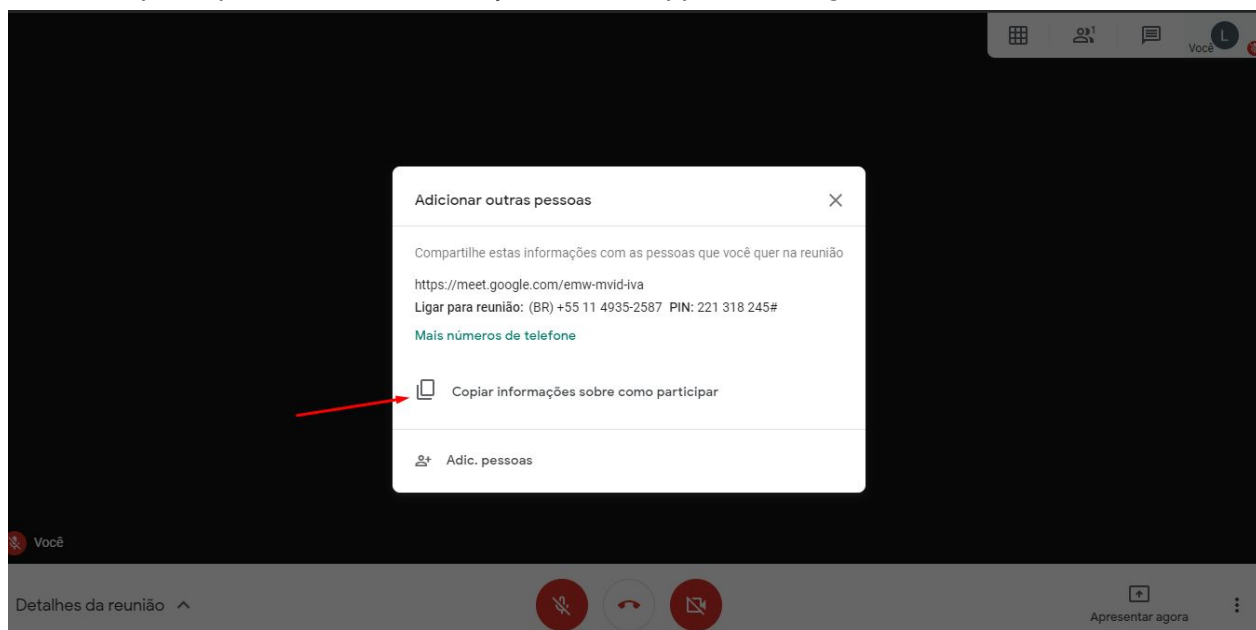 1
Você
L
Adicionar outras pessoas
Compartilhe estas informações com as pessoas que você quer na reunião
https://meet.google.com/emw-mvid-iva
Ligar para reunião: (BR) +55 11 4935-2587 PIN: 221 318 245#
Mais números de telefone
Copiar informações sobre como participar
Adic. pessoas
Você
Detalhes da reunião
Apresentar agora